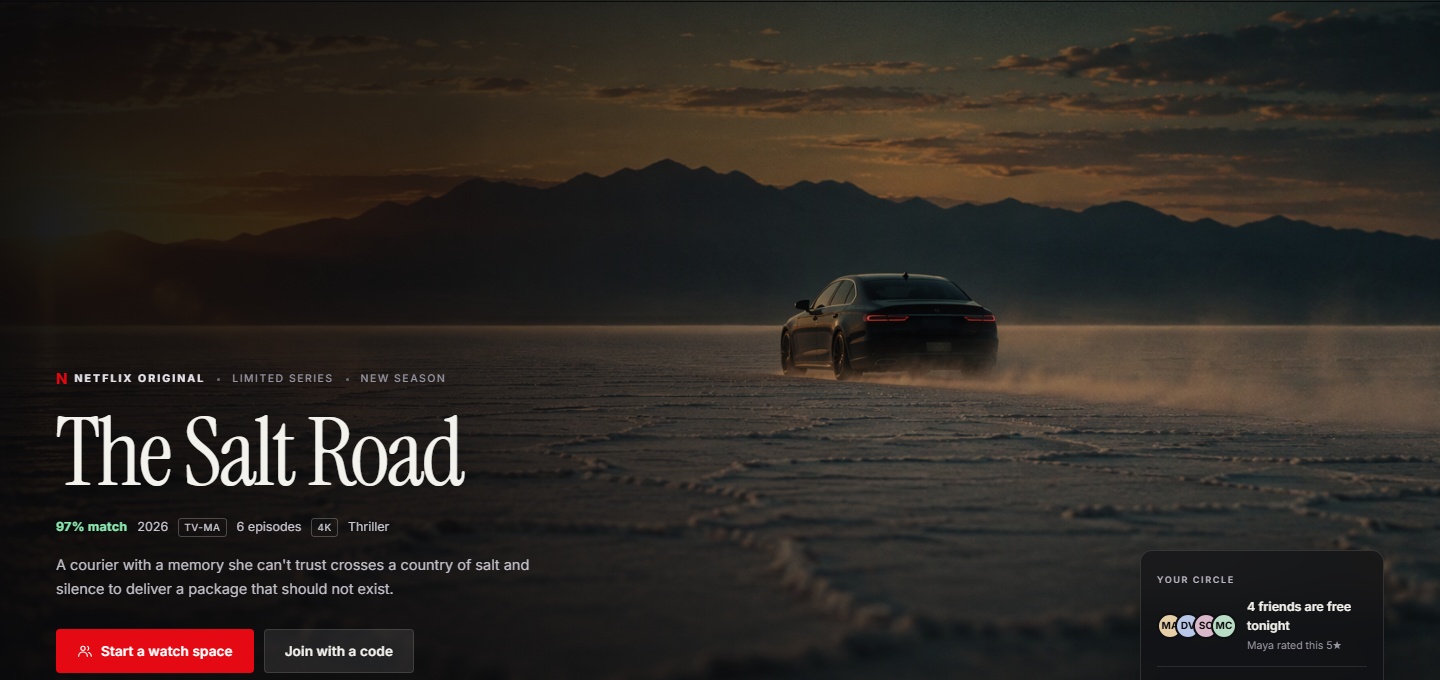 N NETFLIX ORIGINAL • LIMITED SERIES • NEW SEASON
The Salt Road
97% match 2026 TV-MA 6 episodes 4K Thriller
A courier with a memory she can't trust crosses a country of salt and
silence to deliver a package that should not exist.
Start a watch space Join with a code
YOUR CIRCLE
MA DV SO MC
4 friends are free
tonight
Maya rated this 5★